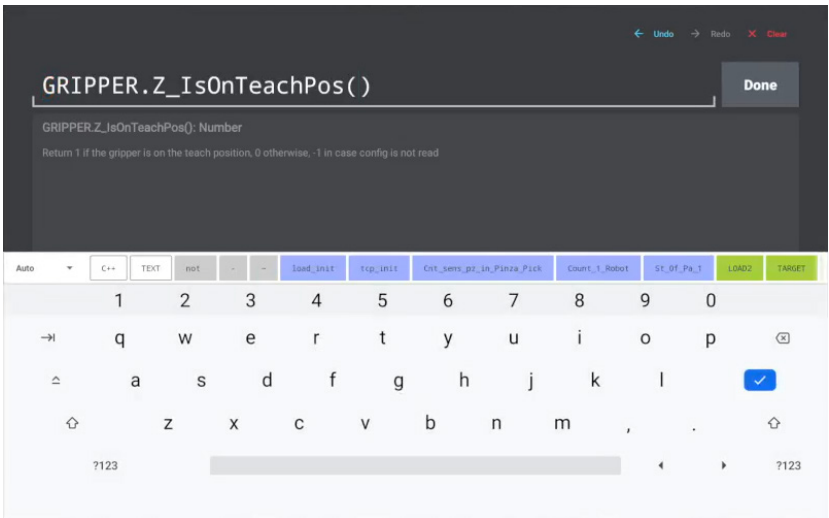 ← Undo → Redo × Clear
GRIPPER.Z_IsOnTeachPos()
Done
GRIPPER.Z_IsOnTeachPos(): Number
Return 1 if the gripper is on the teach position, 0 otherwise, -1 in case config is not read
Auto C++ TEXT not - – load_init tcp_init Cnt_sens_pz_in_Pinza_Pick Count_1_Robot St_Of_Pa_1 LOAD2 TARGET
1 2 3 4 5 6 7 8 9 0
q w e r t y u i o p
a s d f g h j k l
z x c v b n m , .
?123 ?123